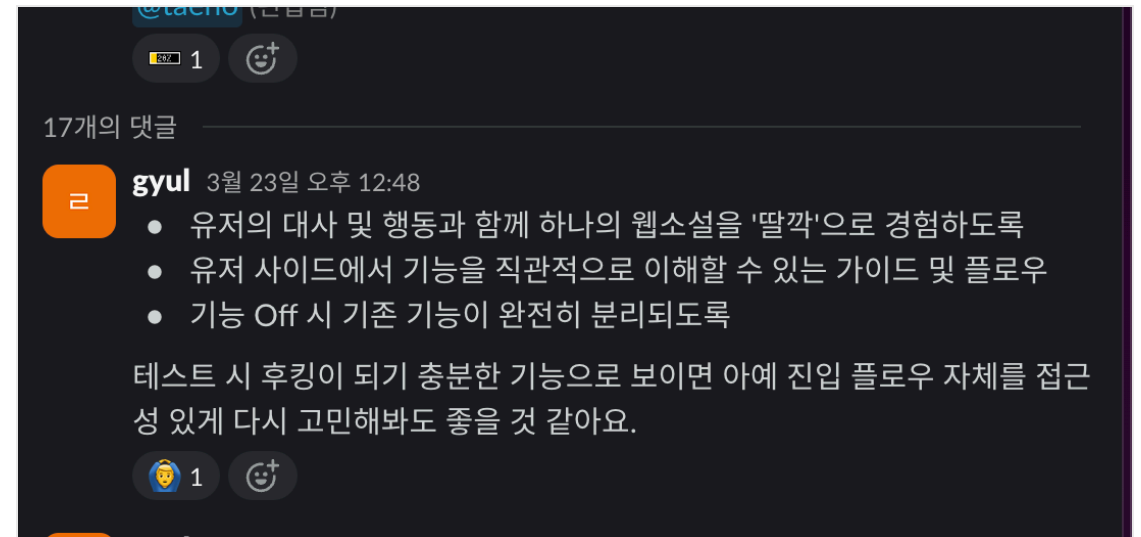 @taeho
1
17개의 댓글
ㄹ
gyul 3월 23일 오후 12:48
● 유저의 대사 및 행동과 함께 하나의 웹소설을 '딸깍'으로 경험하도록
● 유저 사이드에서 기능을 직관적으로 이해할 수 있는 가이드 및 플로우
● 기능 Off 시 기존 기능이 완전히 분리되도록
테스트 시 후킹이 되기 충분한 기능으로 보이면 아예 진입 플로우 자체를 접근
성 있게 다시 고민해봐도 좋을 것 같아요.
1